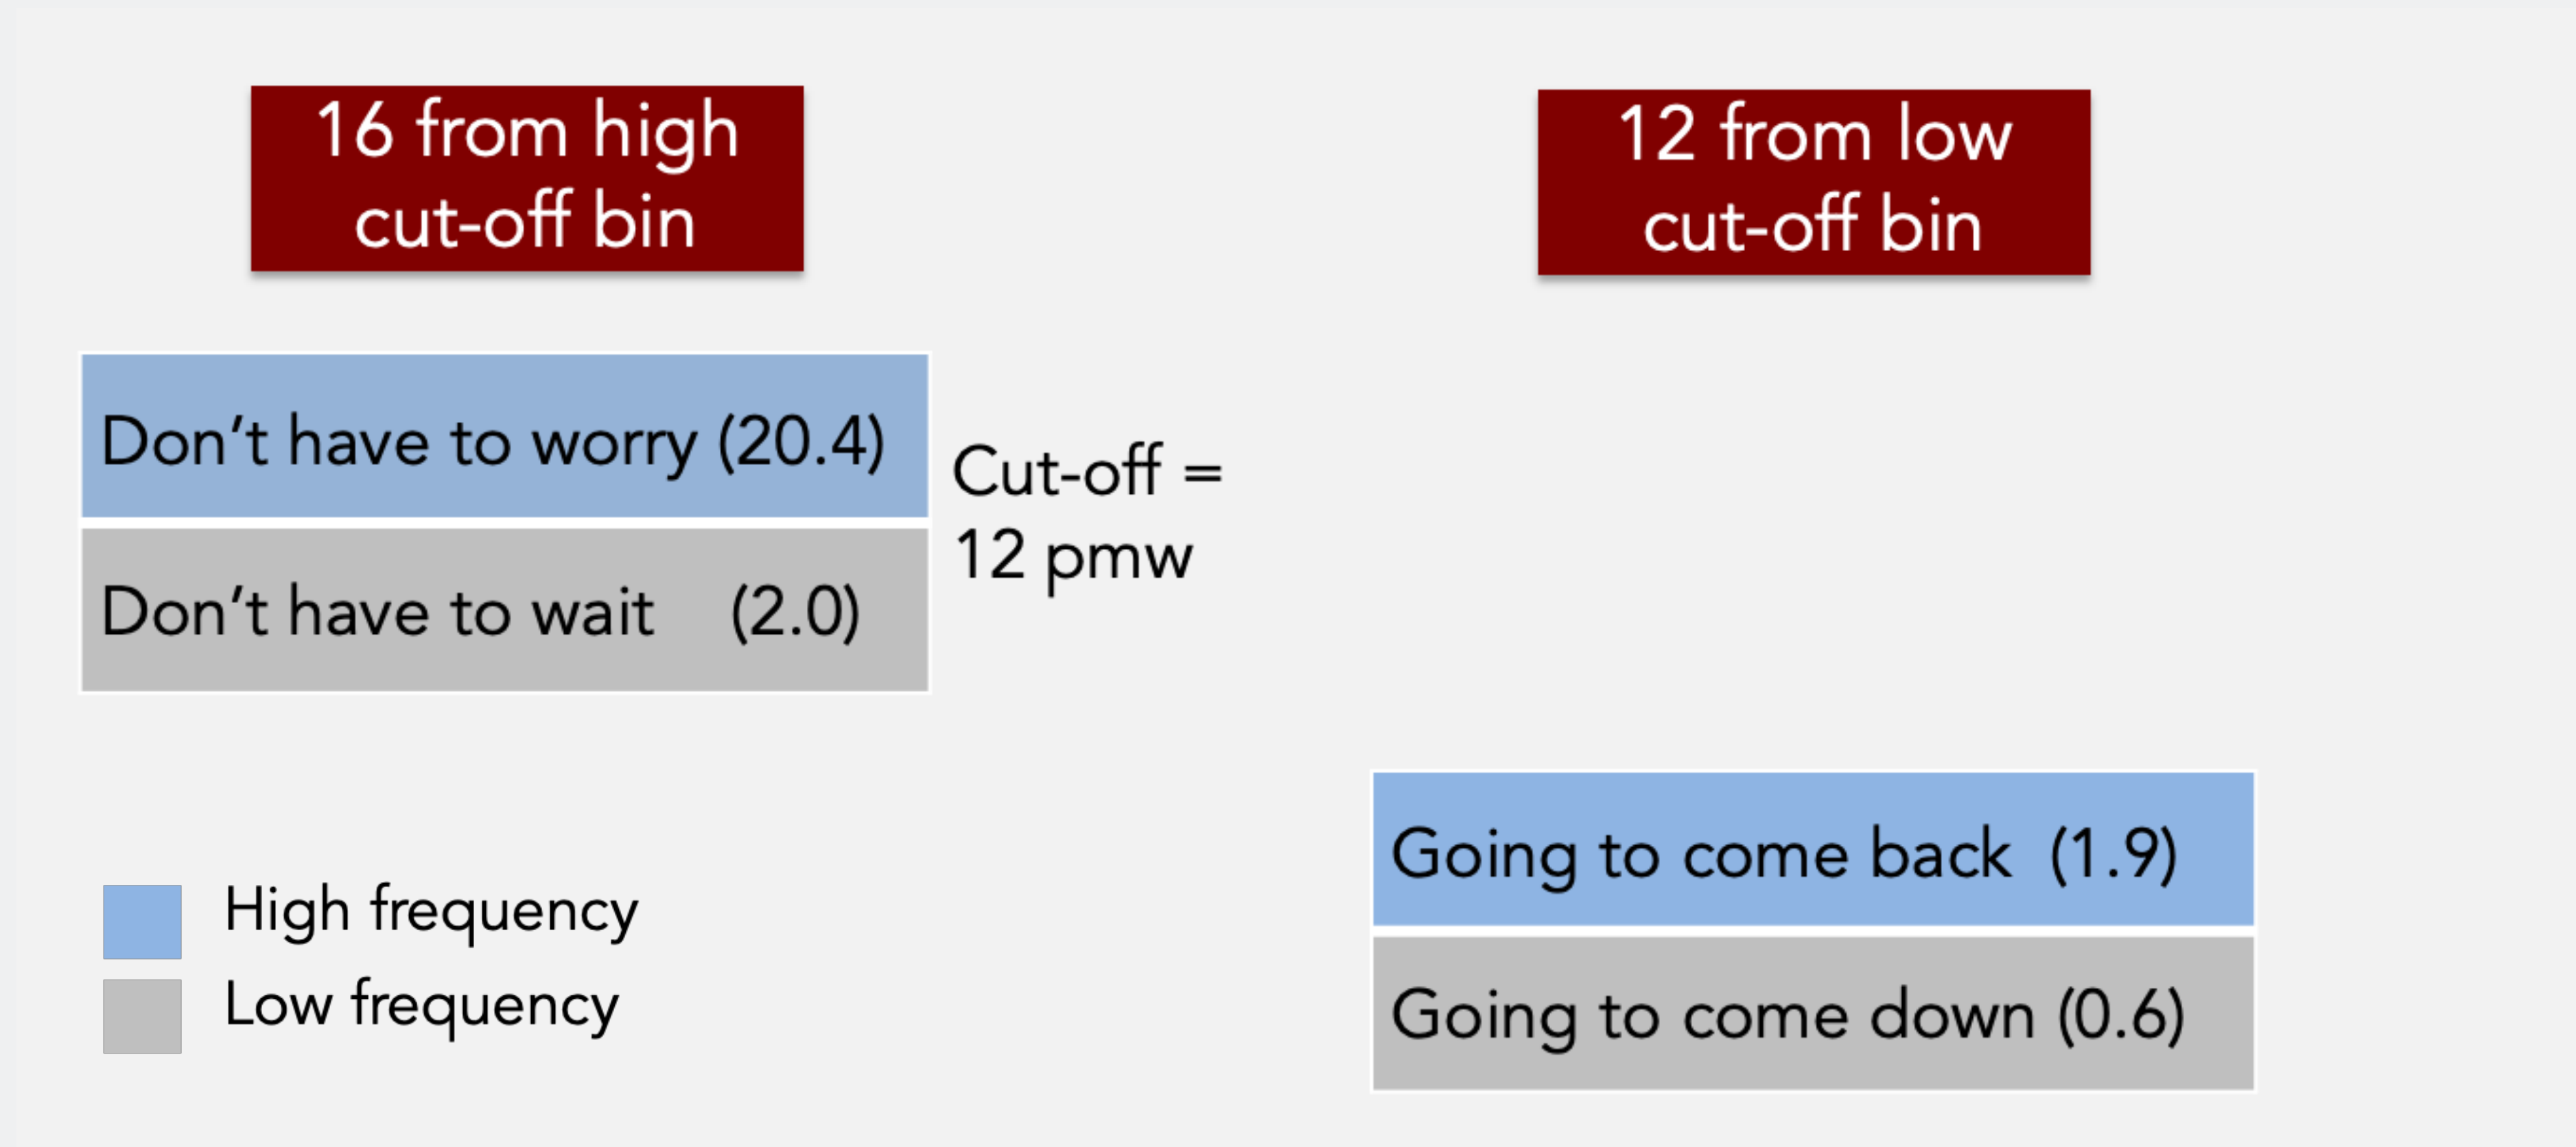 16 from high
cut-off bin
12 from low
cut-off bin
Don’t have to worry (20.4)
Don’t have to wait (2.0)
Cut-off =
12 pmw
Going to come back (1.9)
Going to come down (0.6)
High frequency
Low frequency